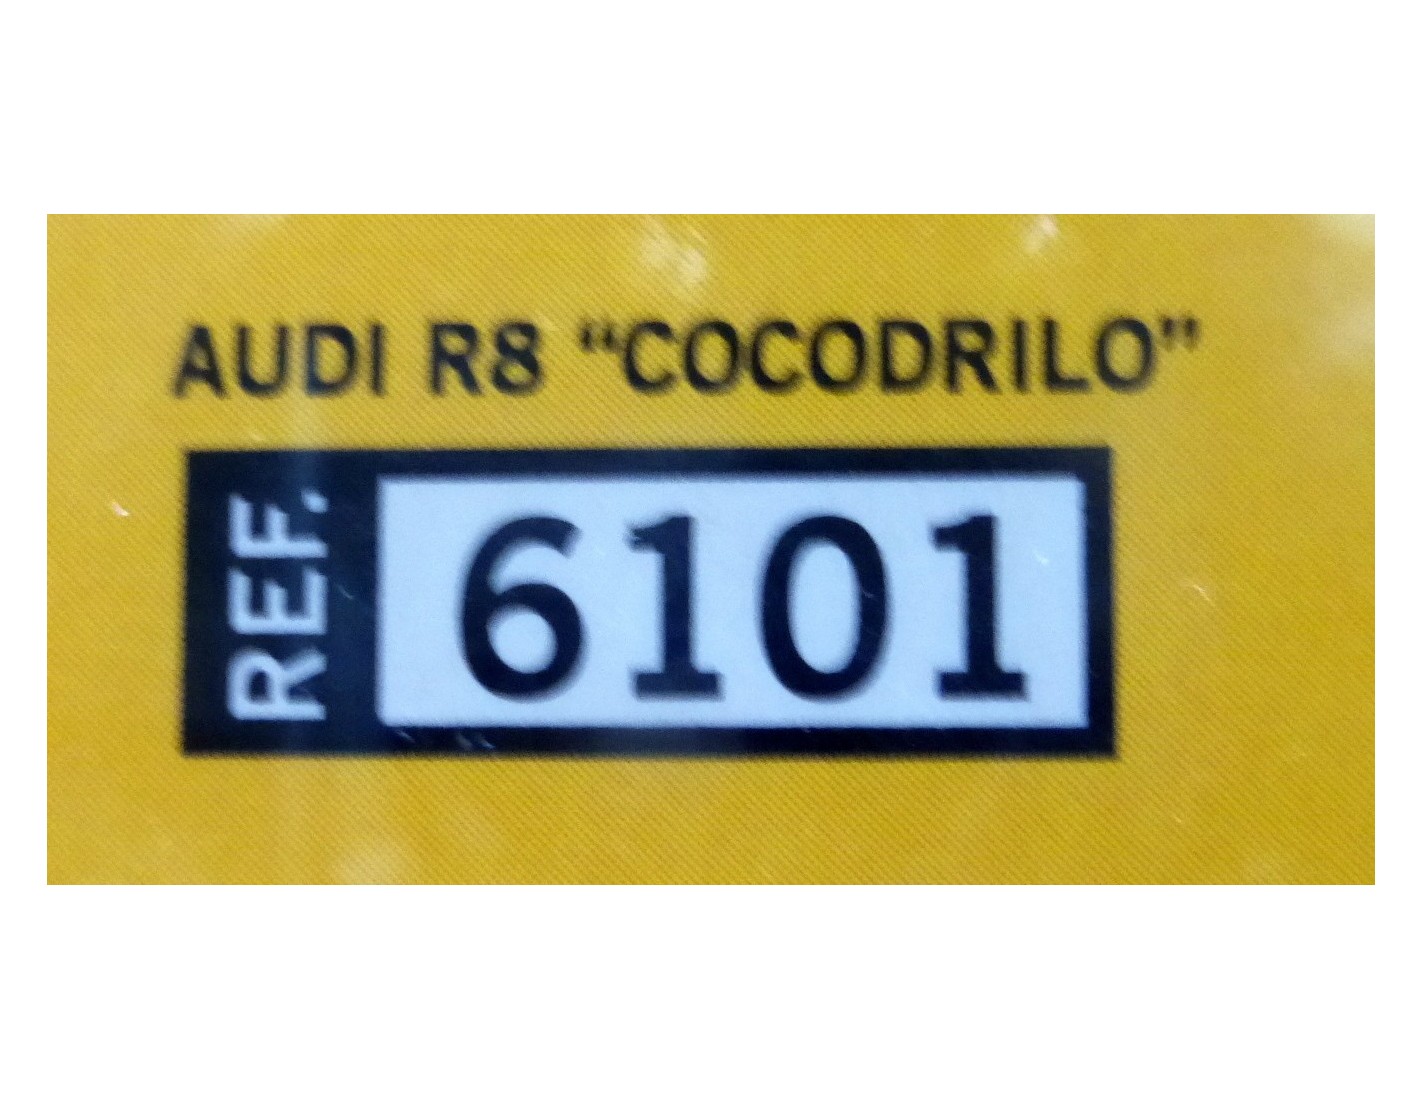 AUDI R8 “COCODRILO”
REF. 6101